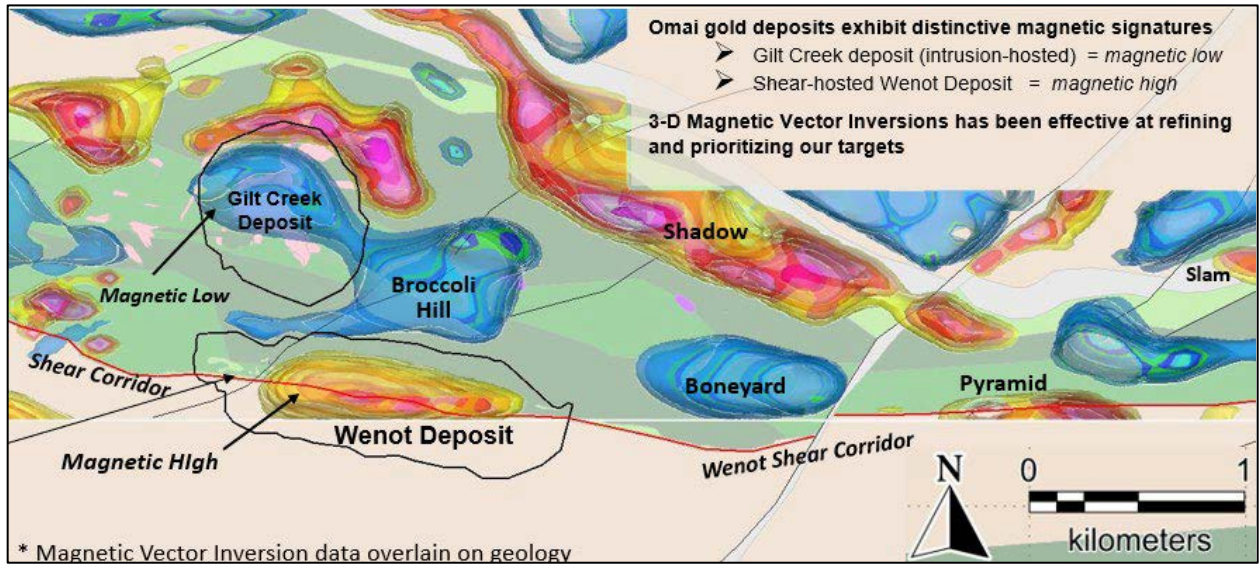 Omai gold deposits exhibit distinctive magnetic signatures
➢ Gilt Creek deposit (intrusion-hosted) = magnetic low
➢ Shear-hosted Wenot Deposit = magnetic high
3-D Magnetic Vector Inversions has been effective at refining
and prioritizing our targets
Gilt Creek
Deposit
Magnetic Low
Broccoli
Hill
Shadow
Slam
Shear Corridor
Boneyard
Pyramid
Wenot Deposit
Magnetic HIgh
Wenot Shear Corridor
N
0 1
kilometers
* Magnetic Vector Inversion data overlain on geology